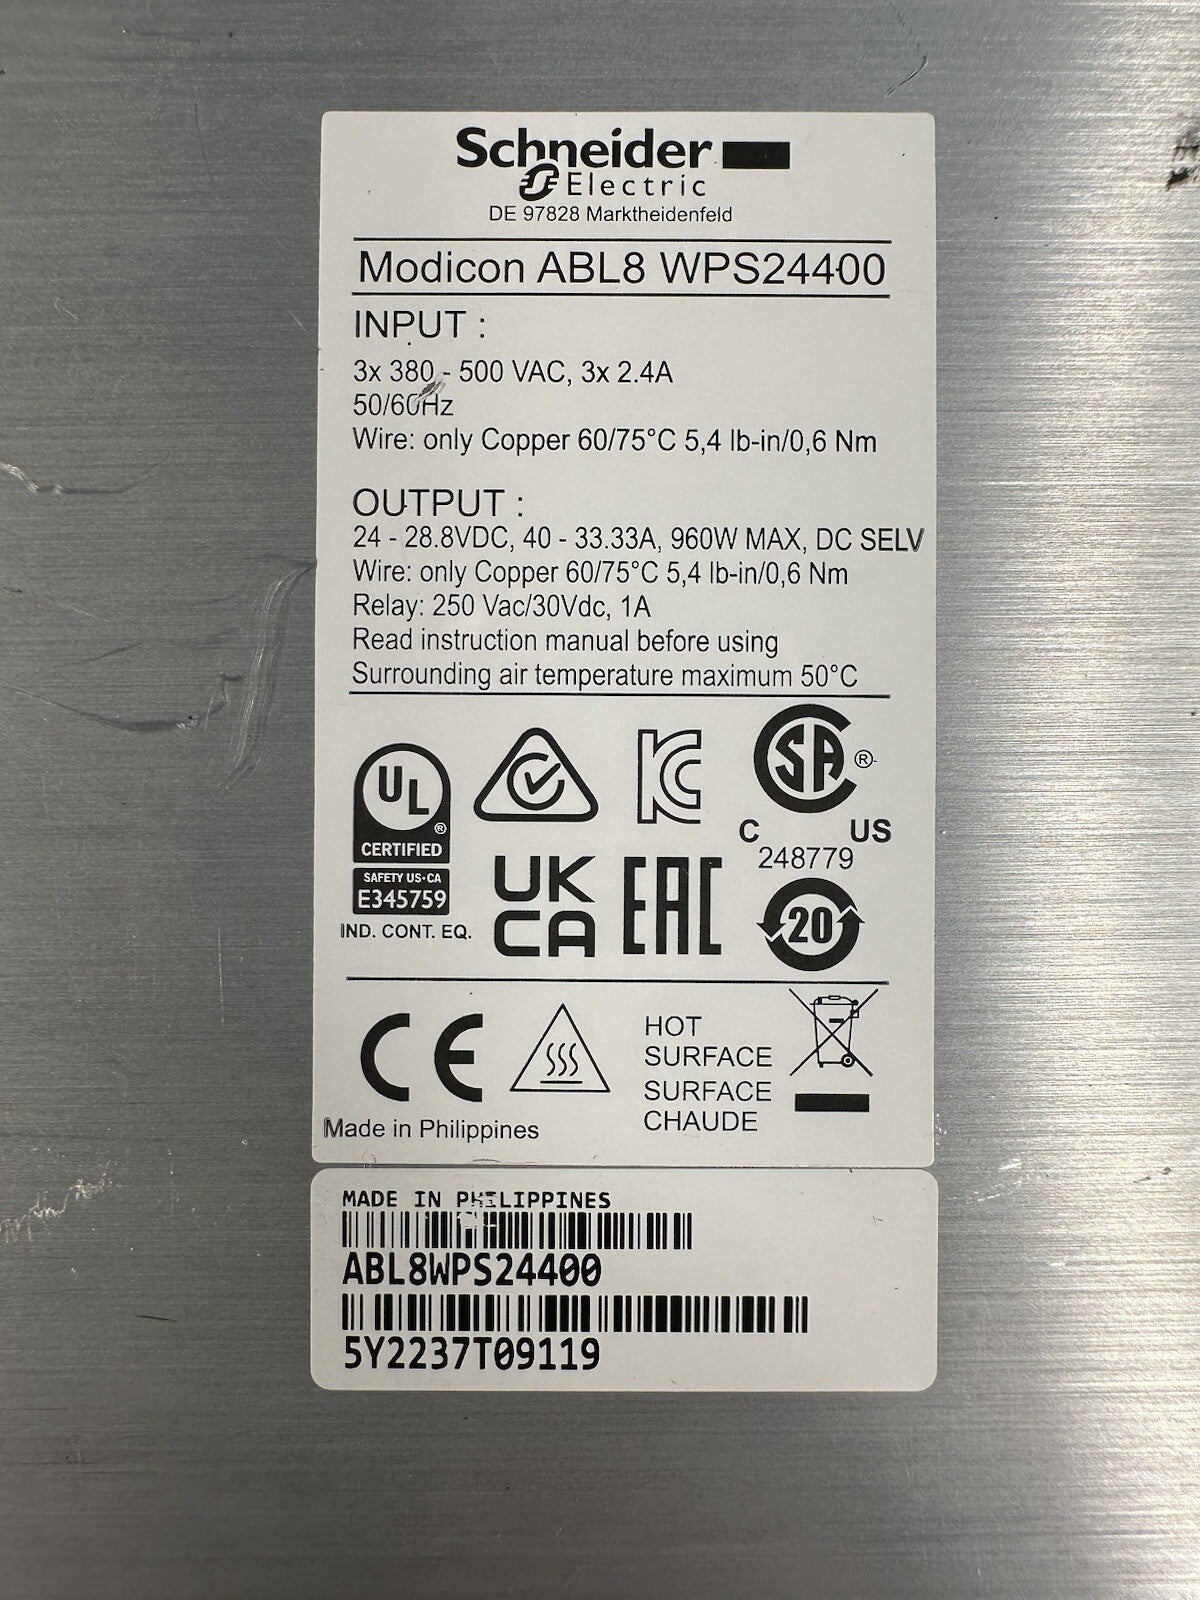 Schneider
Electric
DE 97828 Marktheidenfeld
Modicon ABL8 WPS24400
INPUT :
3x 380 - 500 VAC, 3x 2.4A
50/60Hz
Wire: only Copper 60/75°C 5,4 lb-in/0,6 Nm
OUTPUT :
24 - 28.8VDC, 40 - 33.33A, 960W MAX, DC SELV
Wire: only Copper 60/75°C 5,4 lb-in/0,6 Nm
Relay: 250 Vac/30Vdc, 1A
Read instruction manual before using
Surrounding air temperature maximum 50°C
UL ®
CERTIFIED
SAFETY US·CA
E345759
IND. CONT. EQ.
KC
SA ®
C US
248779
UK
CA
EAC
20
CE
HOT
SURFACE
SURFACE
CHAUDE
Made in Philippines
MADE IN PHILIPPINES
ABL8WPS24400
5Y2237T09119